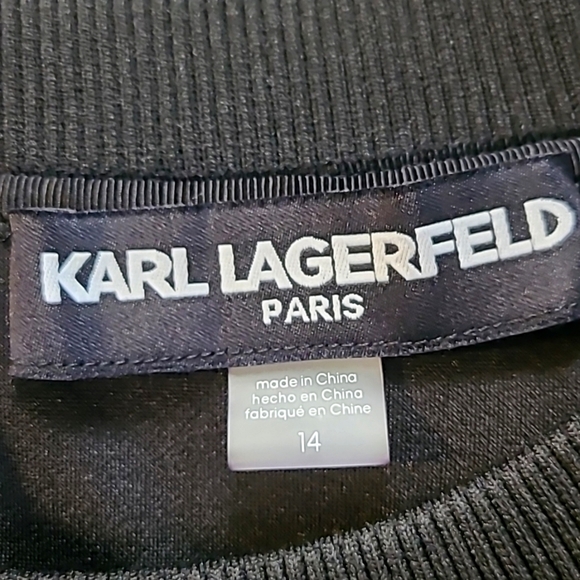 KARL LAGERFELD
PARIS
made in China
hecho en China
fabriqué en Chine
14